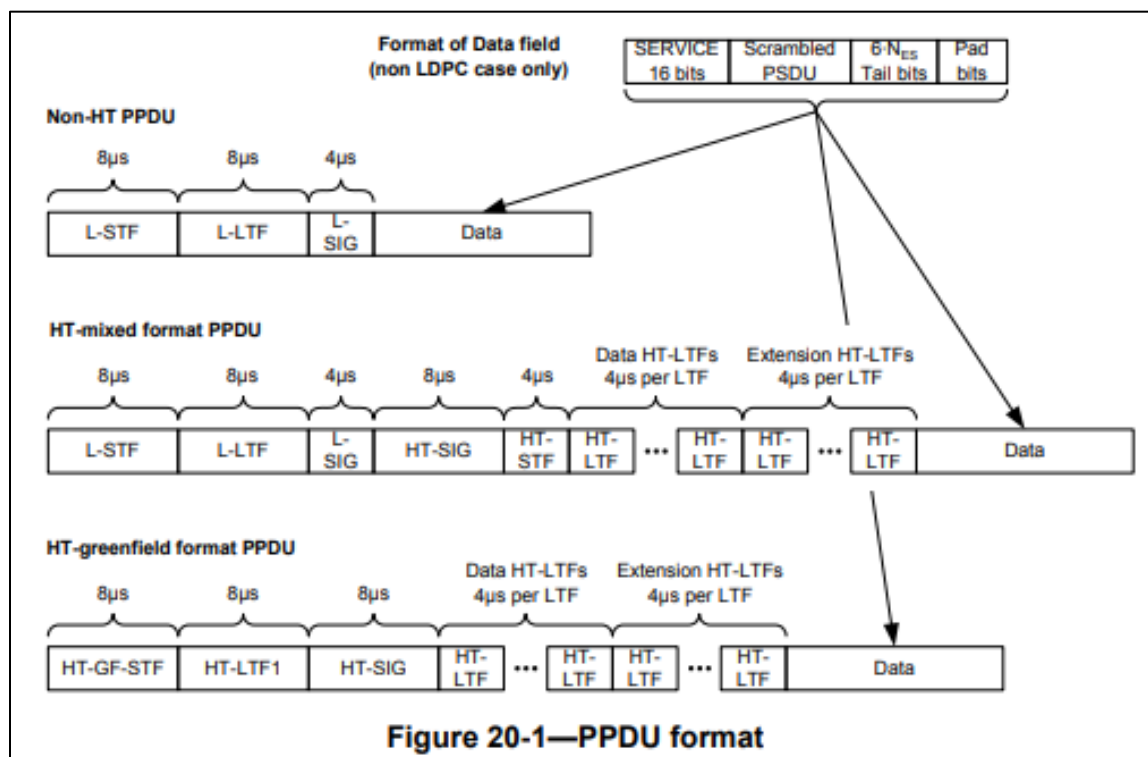 Format of Data field
(non LDPC case only)
SERVICE 16 bits
Scrambled PSDU
6·NES Tail bits
Pad bits
Non-HT PPDU
8µs 8µs 4µs
L-STF L-LTF L-SIG Data
HT-mixed format PPDU
Data HT-LTFs 4µs per LTF
Extension HT-LTFs 4µs per LTF
8µs 8µs 4µs 8µs 4µs
L-STF L-LTF L-SIG HT-SIG HT-STF HT-LTF ••• HT-LTF HT-LTF ••• HT-LTF Data
HT-greenfield format PPDU
Data HT-LTFs 4µs per LTF
Extension HT-LTFs 4µs per LTF
8µs 8µs 8µs
HT-GF-STF HT-LTF1 HT-SIG HT-LTF ••• HT-LTF HT-LTF ••• HT-LTF Data
Figure 20-1—PPDU format